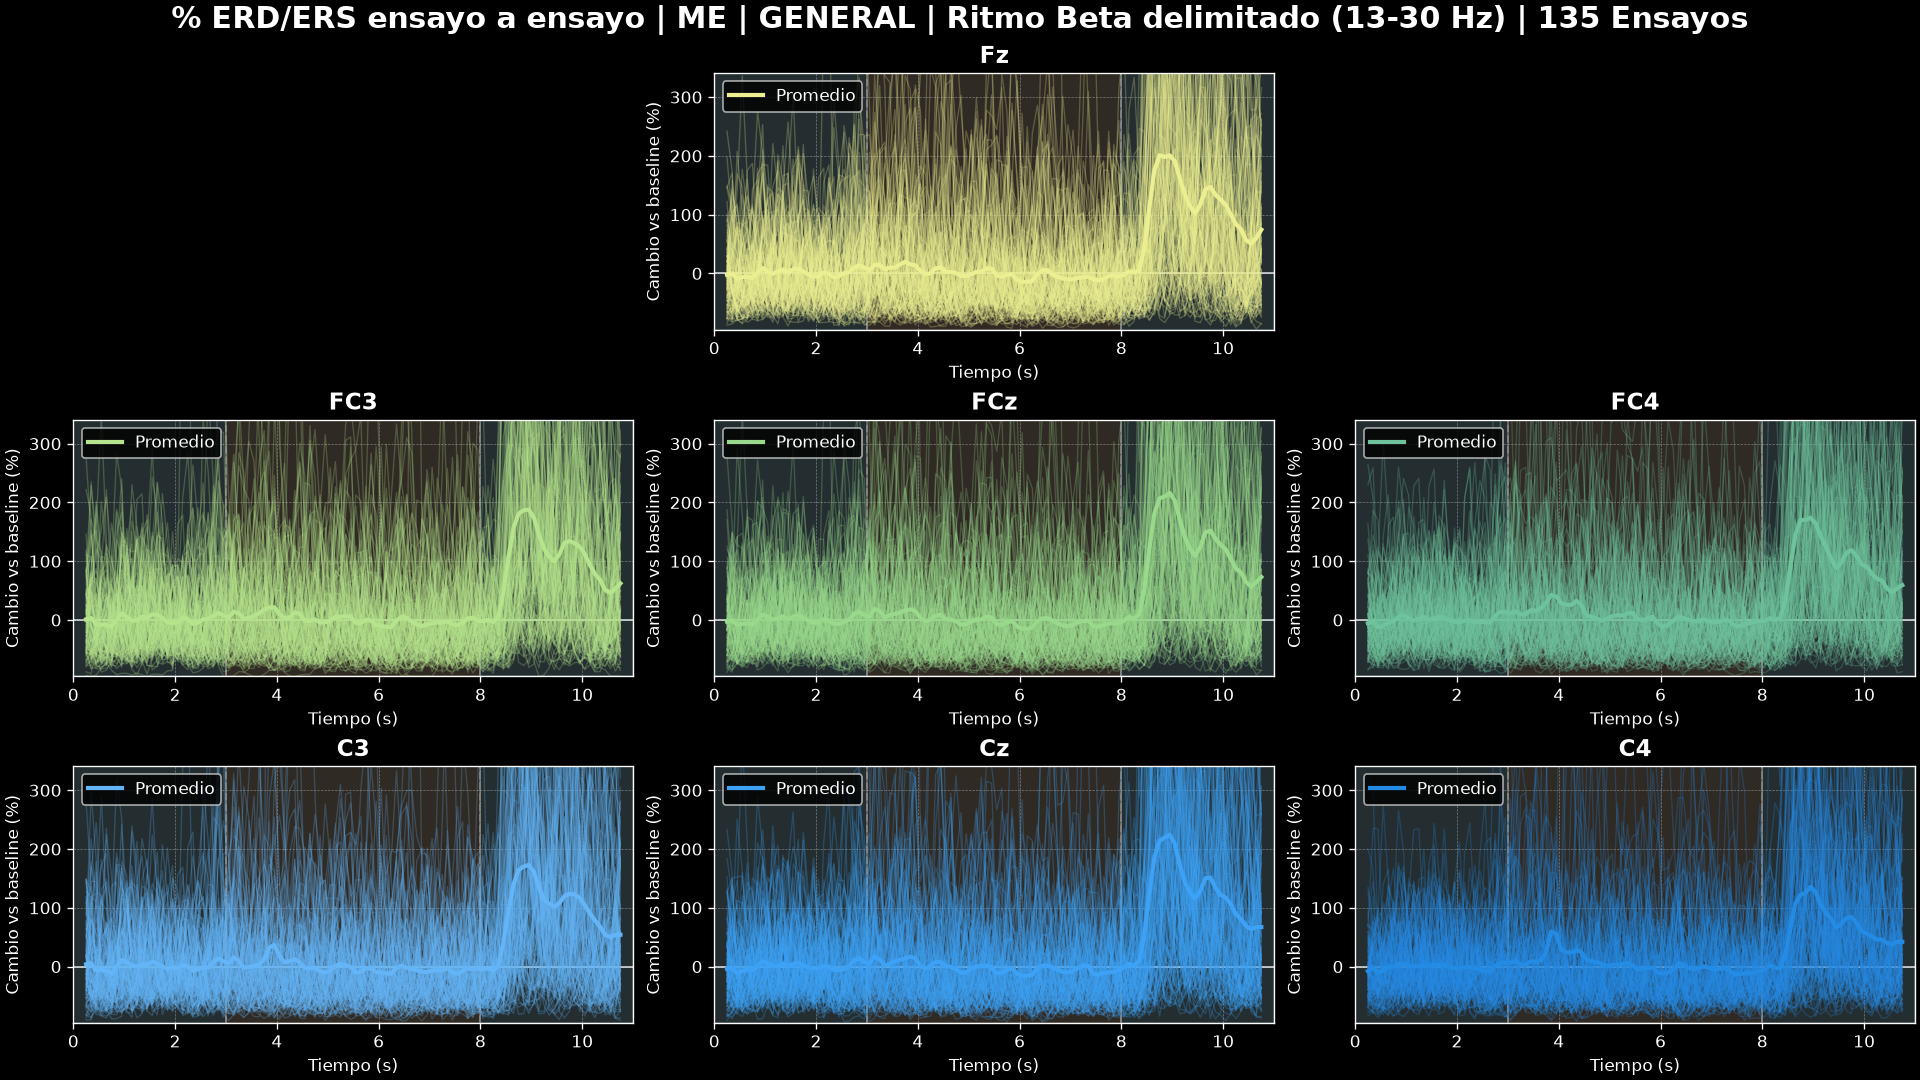 % ERD/ERS ensayo a ensayo | ME | GENERAL | Ritmo Beta delimitado (13-30 Hz) | 135 Ensayos
Fz
Promedio
Cambio vs baseline (%)
300
200
100
0
0 2 4 6 8 10
Tiempo (s)
FC3
Promedio
Cambio vs baseline (%)
300
200
100
0
0 2 4 6 8 10
Tiempo (s)
FCz
Promedio
Cambio vs baseline (%)
300
200
100
0
0 2 4 6 8 10
Tiempo (s)
FC4
Promedio
Cambio vs baseline (%)
300
200
100
0
0 2 4 6 8 10
Tiempo (s)
C3
Promedio
Cambio vs baseline (%)
300
200
100
0
0 2 4 6 8 10
Tiempo (s)
Cz
Promedio
Cambio vs baseline (%)
300
200
100
0
0 2 4 6 8 10
Tiempo (s)
C4
Promedio
Cambio vs baseline (%)
300
200
100
0
0 2 4 6 8 10
Tiempo (s)